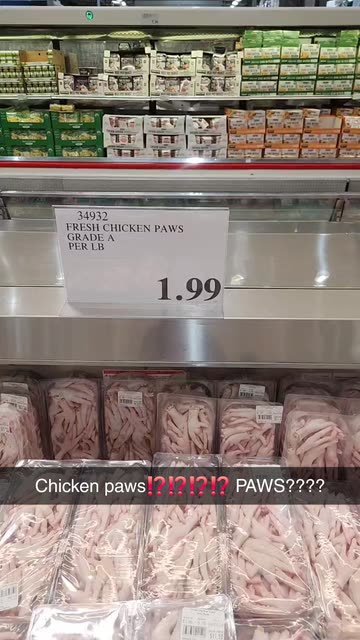 34932
FRESH CHICKEN PAWS
GRADE A
PER LB
1.99
Chicken paws⁉️⁉️⁉️⁉️ PAWS????